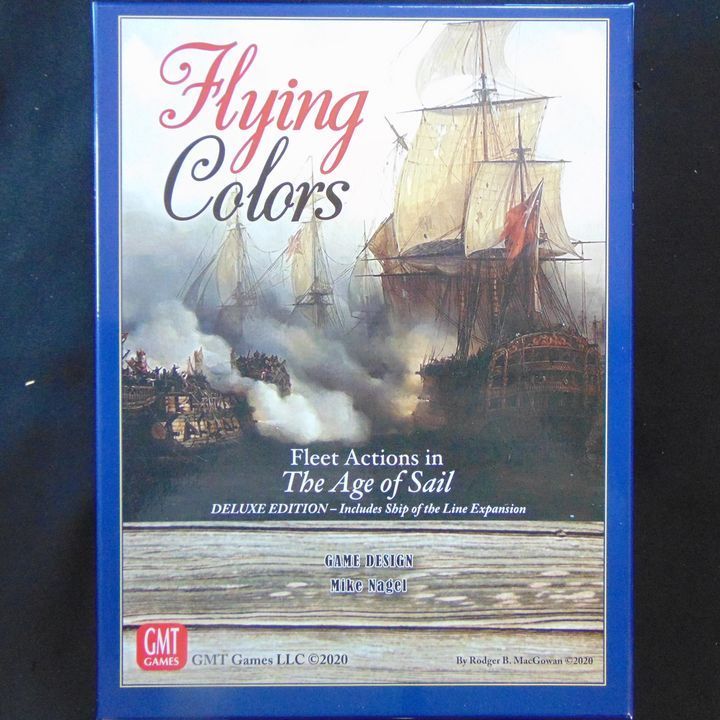 Flying
Colors
Fleet Actions in
The Age of Sail
DELUXE EDITION – Includes Ship of the Line Expansion
GAME DESIGN
Mike Nagel
GMT
GAMES
GMT Games LLC ©2020
By Rodger B. MacGowan ©2020